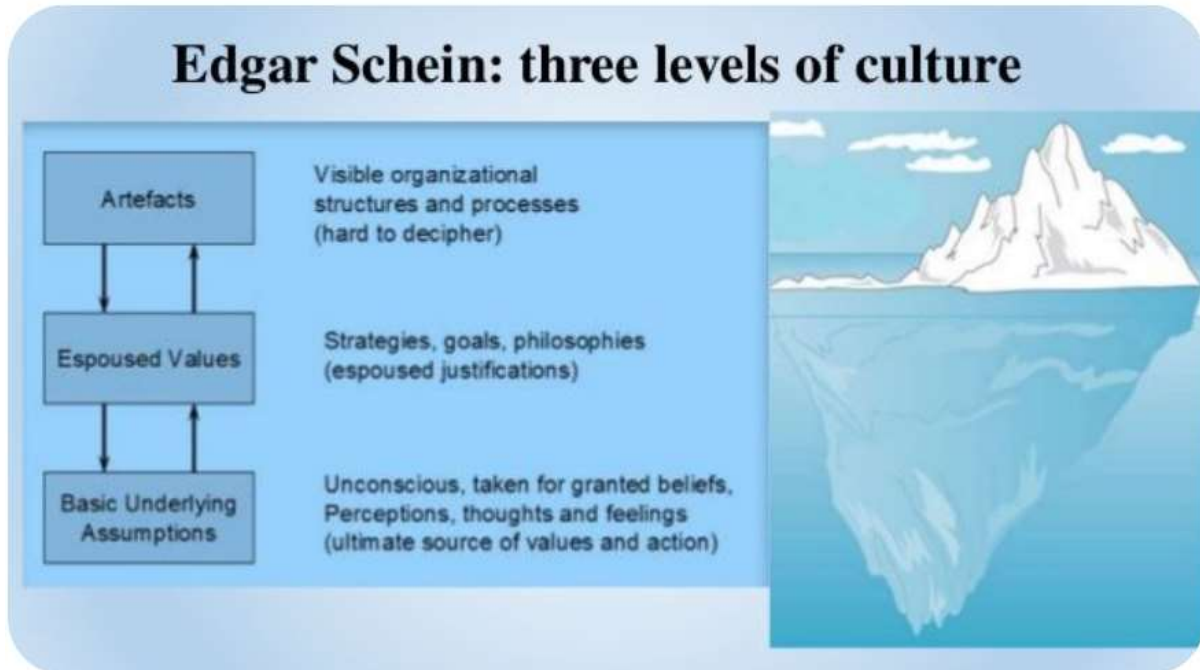 Edgar Schein: three levels of culture
Artefacts
Visible organizational
structures and processes
(hard to decipher)
Espoused Values
Strategies, goals, philosophies
(espoused justifications)
Basic Underlying
Assumptions
Unconscious, taken for granted beliefs,
Perceptions, thoughts and feelings
(ultimate source of values and action)